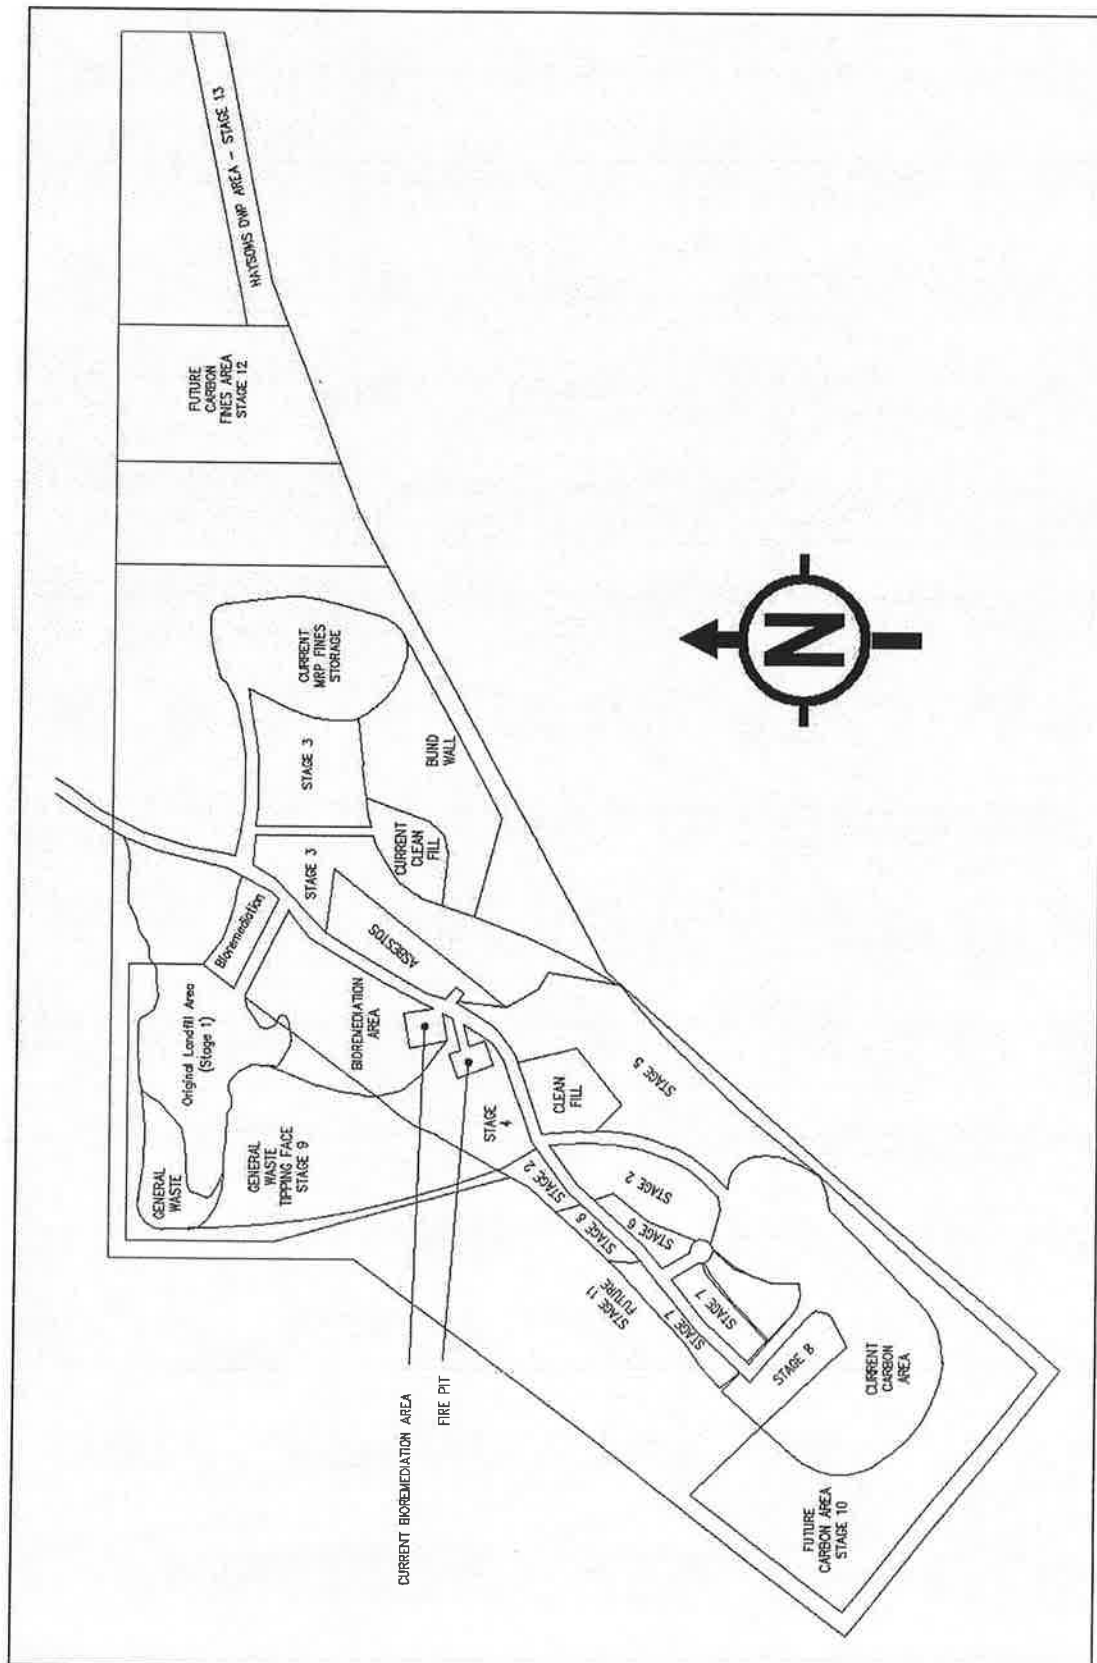 GENERAL
WASTE
Original Landfill Area
(Stage 1)
Bioremediation
GENERAL
WASTE
TIPPING FACE
STAGE 9
FUTURE
CARBON
FINES AREA
STAGE 12
HAYSOMS DWP AREA - STAGE 13
BIOREMEDIATION
AREA
STAGE 3
STAGE 3
CURRENT
MRP FINES
STORAGE
ASBESTOS
CURRENT
CLEAN
FILL
BUND
WALL
CURRENT BIOREMEDIATION AREA
FIRE PIT
STAGE
4
STAGE 2
CLEAN
FILL
STAGE 5
STAGE 6
STAGE 11
FUTURE
STAGE 2
STAGE 6
STAGE 7
STAGE 7
STAGE 8
CURRENT
CARBON
AREA
FUTURE
CARBON AREA
STAGE 10
N